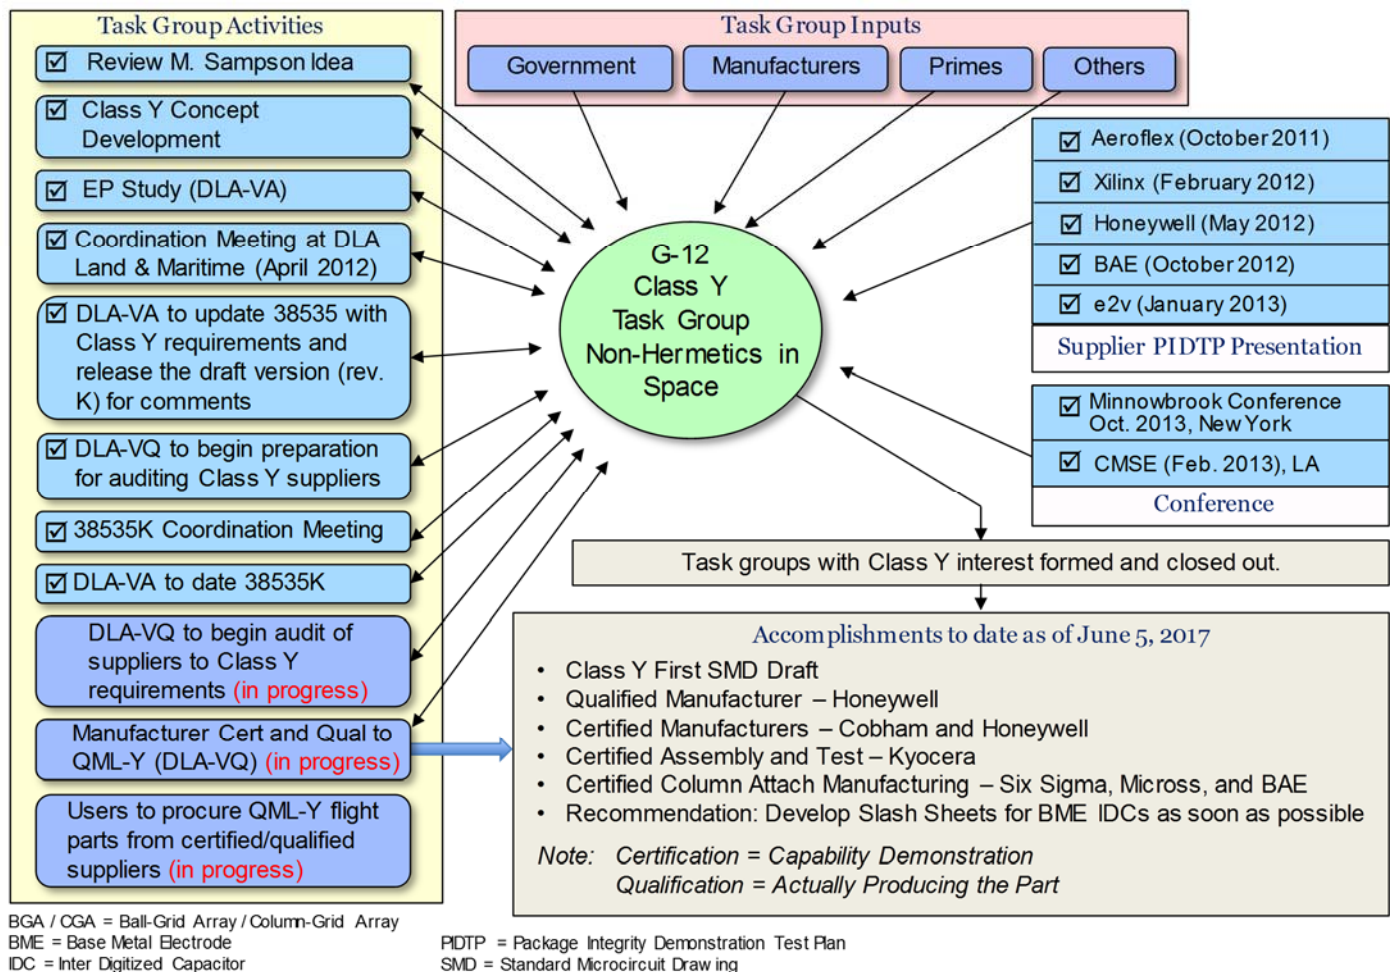 Task Group Activities
☑ Review M. Sampson Idea
☑ Class Y Concept
Development
☑ EP Study (DLA-VA)
☑ Coordination Meeting at DLA
Land & Maritime (April 2012)
☑ DLA-VA to update 38535 with
Class Y requirements and
release the draft version (rev.
K) for comments
☑ DLA-VQ to begin preparation
for auditing Class Y suppliers
☑ 38535K Coordination Meeting
☑ DLA-VA to date 38535K
DLA-VQ to begin audit of
suppliers to Class Y
requirements (in progress)
Manufacturer Cert and Qual to
QML-Y (DLA-VQ) (in progress)
Users to procure QML-Y flight
parts from certified/qualified
suppliers (in progress)
Task Group Inputs
Government
Manufacturers
Primes
Others
G-12
Class Y
Task Group
Non-Hermetics in
Space
☑ Aeroflex (October 2011)
☑ Xilinx (February 2012)
☑ Honeywell (May 2012)
☑ BAE (October 2012)
☑ e2v (January 2013)
Supplier PIDTP Presentation
☑ Minnowbrook Conference
Oct. 2013, New York
☑ CMSE (Feb. 2013), LA
Conference
Task groups with Class Y interest formed and closed out.
Accomplishments to date as of June 5, 2017
• Class Y First SMD Draft
• Qualified Manufacturer – Honeywell
• Certified Manufacturers – Cobham and Honeywell
• Certified Assembly and Test – Kyocera
• Certified Column Attach Manufacturing – Six Sigma, Micross, and BAE
• Recommendation: Develop Slash Sheets for BME IDCs as soon as possible
Note: Certification = Capability Demonstration
Qualification = Actually Producing the Part
BGA / CGA = Ball-Grid Array / Column-Grid Array
BME = Base Metal Electrode
IDC = Inter Digitized Capacitor
PIDTP = Package Integrity Demonstration Test Plan
SMD = Standard Microcircuit Drawing